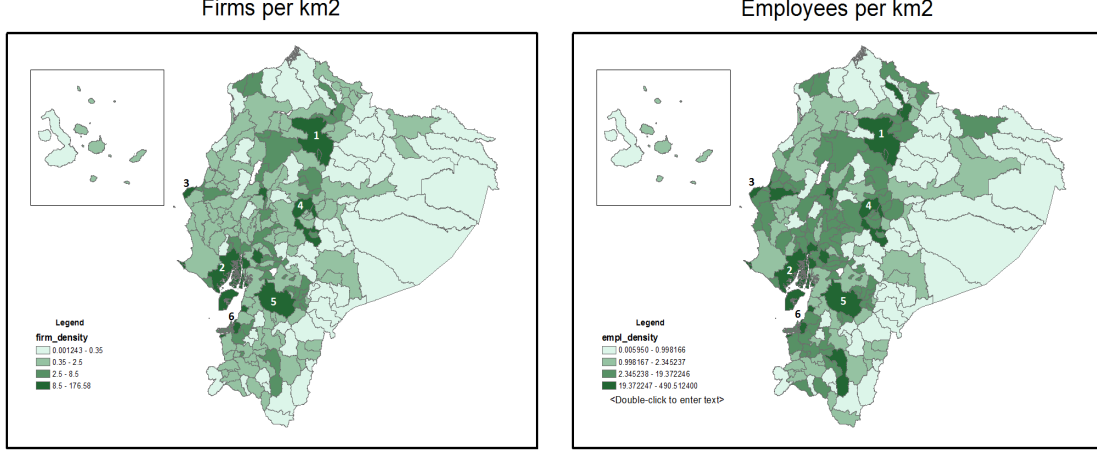 Firms per km2
Employees per km2
1
3
4
2
5
6
Legend
firm_density
0.001243 - 0.35
0.35 - 2.5
2.5 - 8.5
8.5 - 176.58
1
3
4
2
5
6
Legend
empl_density
0.005950 - 0.998166
0.998167 - 2.345237
2.345238 - 19.372246
19.372247 - 490.512400
<Double-click to enter text>